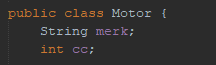 public class Motor {
    String merk;
    int cc;